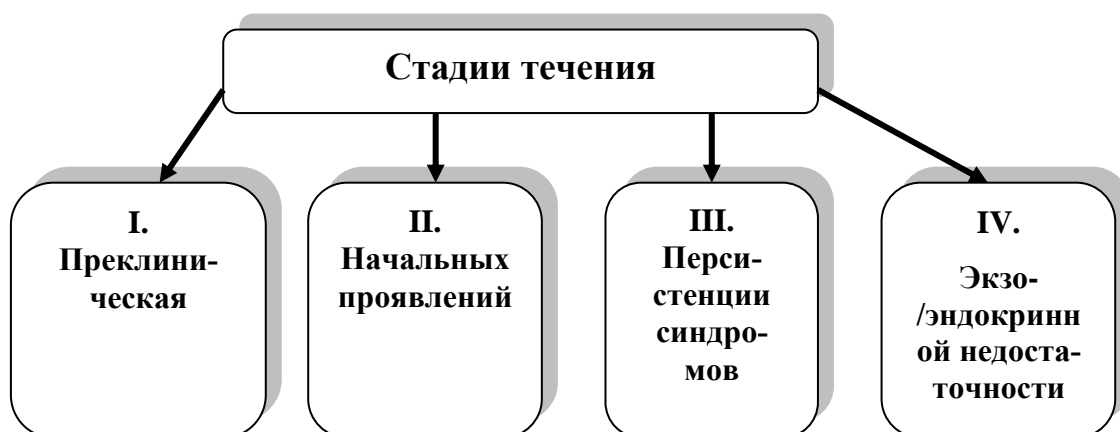 Стадии течения
I.
Преклини-
ческая
II.
Начальных
проявлений
III.
Перси-
стенции
синдро-
мов
IV.
Экзо-
/эндокринн
ой недоста-
точности